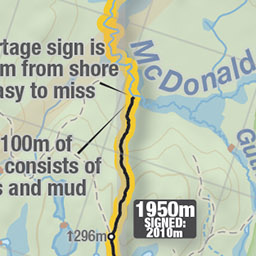 rtage sign is
m from shore
asy to miss
McDonald
100m of
consists of
s and mud
1950m
SIGNED:
2010m
1296m